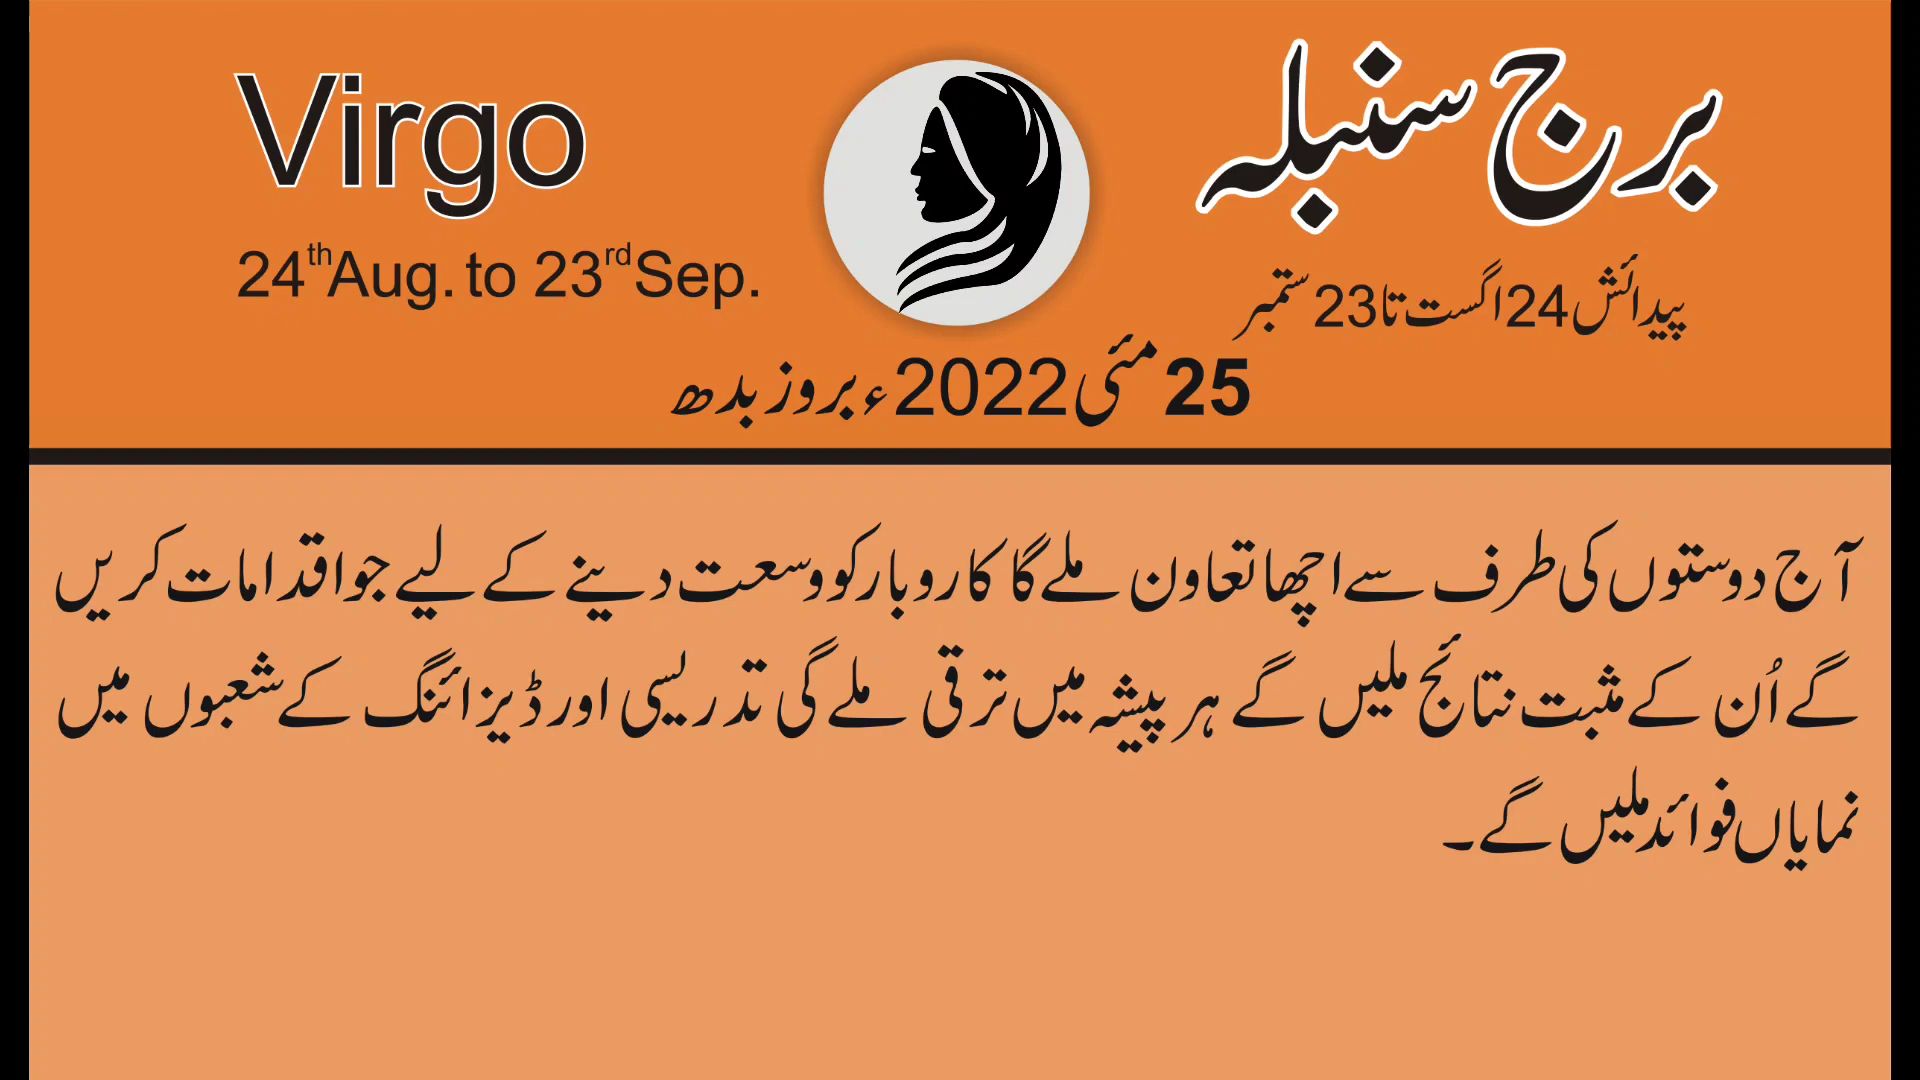 Virgo
برج سنبلہ
24th Aug. to 23rd Sep.
پیدائش 24 اگست تا 23 ستمبر
25 مئی 2022ء بروز بدھ
آج دوستوں کی طرف سے اچھا تعاون ملے گا کاروبار کو وسعت دینے کے لیے جو اقدامات کریں
گے اُن کے مثبت نتائج ملیں گے ہر پیشہ میں ترقی ملے گی تدریسی اور ڈیزائنگ کے شعبوں میں
نمایاں فوائد ملیں گے۔